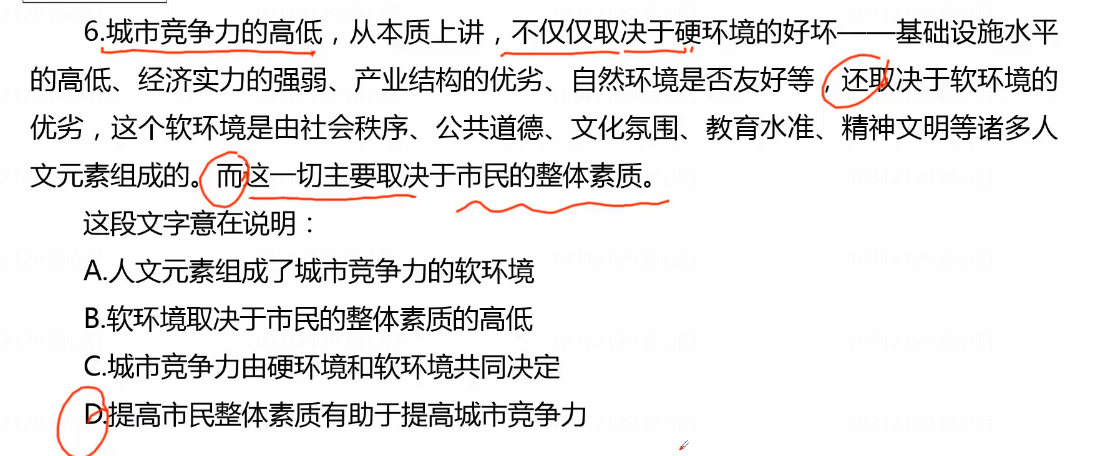 6.城市竞争力的高低，从本质上讲，不仅仅取决于硬环境的好坏——基础设施水平
的高低、经济实力的强弱、产业结构的优劣、自然环境是否友好等，还取决于软环境的
优劣，这个软环境是由社会秩序、公共道德、文化氛围、教育水准、精神文明等诸多人
文元素组成的。而这一切主要取决于市民的整体素质。
这段文字意在说明：
A.人文元素组成了城市竞争力的软环境
B.软环境取决于市民的整体素质的高低
C.城市竞争力由硬环境和软环境共同决定
D.提高市民整体素质有助于提高城市竞争力